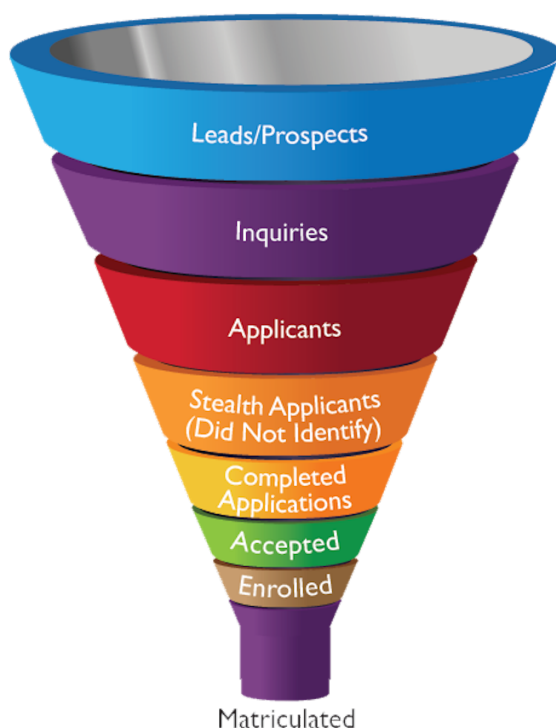 Leads/Prospects
Inquiries
Applicants
Stealth Applicants
(Did Not Identify)
Completed
Applications
Accepted
Enrolled
Matriculated